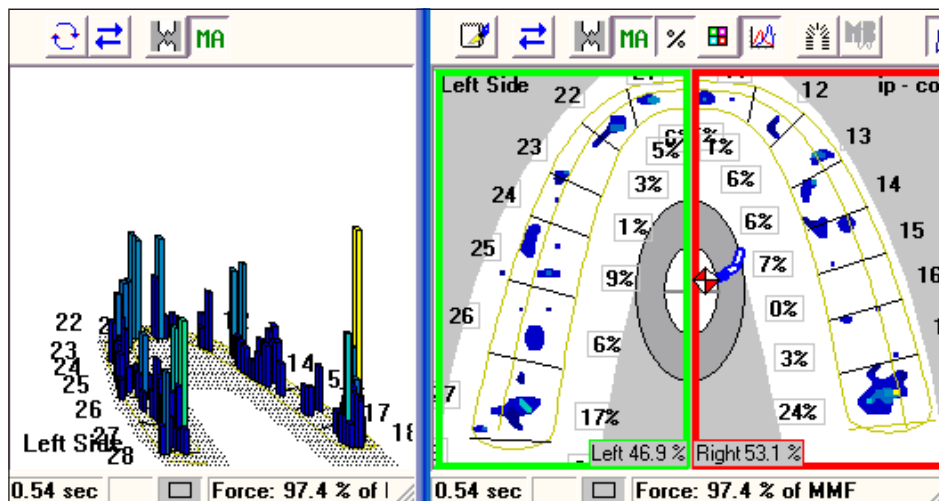 MA
MA %
22
14
23
24
25
17
26
27
28
Left Side
0.54 sec
Force: 97.4 % of
Left Side
ip - co
22
12
23
13
24
14
25
15
26
16
5%
1%
3%
6%
1%
6%
9%
7%
0%
6%
3%
17%
24%
Left 46.9 %
Right 53.1 %
0.54 sec
Force: 97.4 % of MMF